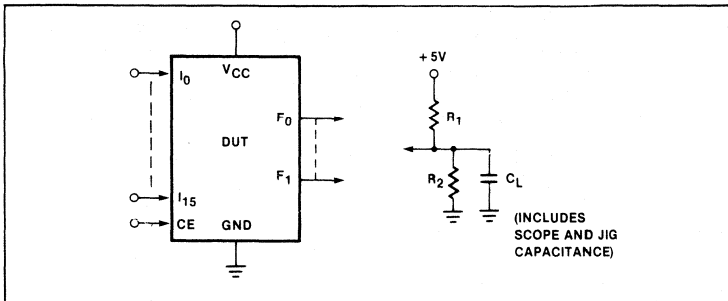 VCC
I0
F0
DUT
F1
I15
CE
GND
+5V
R1
R2
CL
(INCLUDES
SCOPE AND JIG
CAPACITANCE)